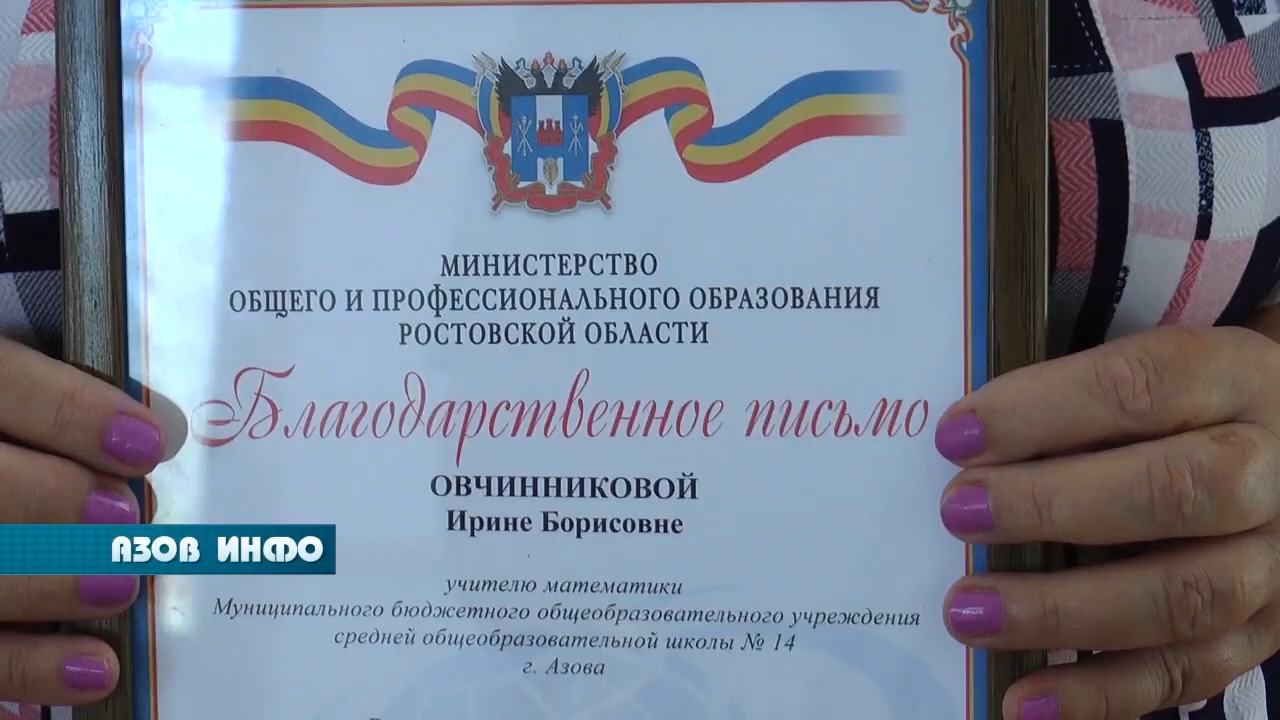 МИНИСТЕРСТВО
ОБЩЕГО И ПРОФЕССИОНАЛЬНОГО ОБРАЗОВАНИЯ
РОСТОВСКОЙ ОБЛАСТИ
Благодарственное письмо
ОВЧИННИКОВОЙ
Ирине Борисовне
АЗОВ ИНФО
учителю математики
Муниципального бюджетного общеобразовательного учреждения
средней общеобразовательной школы № 14
г. Азова